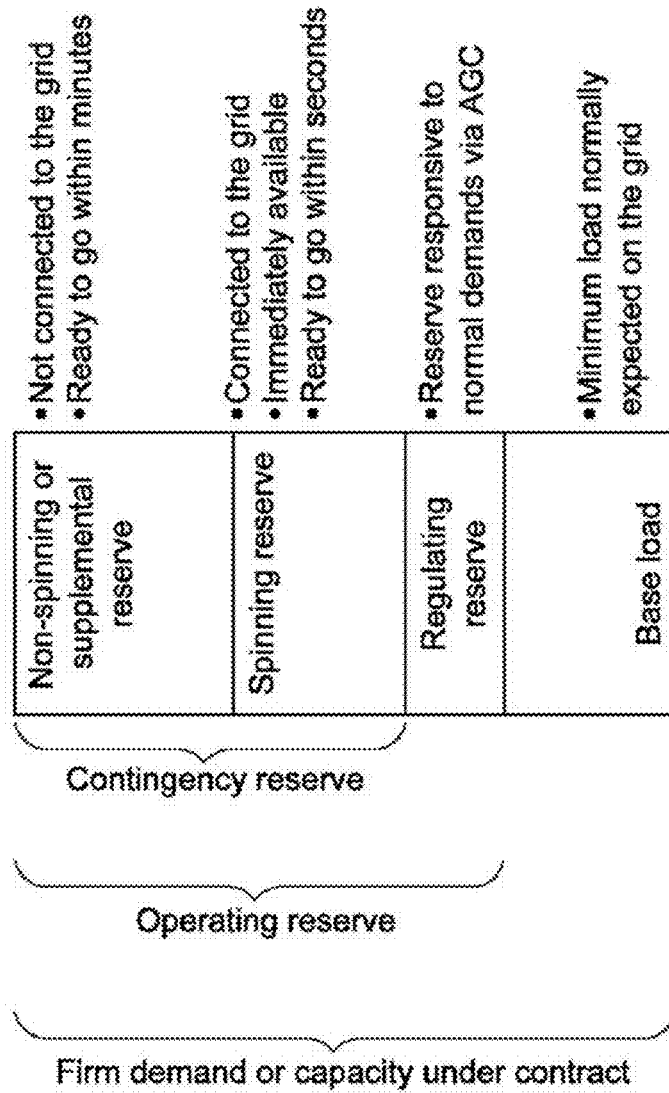 Non-spinning or
supplemental
reserve
• Not connected to the grid
• Ready to go within minutes
Spinning reserve
• Connected to the grid
• Immediately available
• Ready to go within seconds
Regulating
reserve
• Reserve responsive to
normal demands via AGC
Base load
• Minimum load normally
expected on the grid
Contingency reserve
Operating reserve
Firm demand or capacity under contract